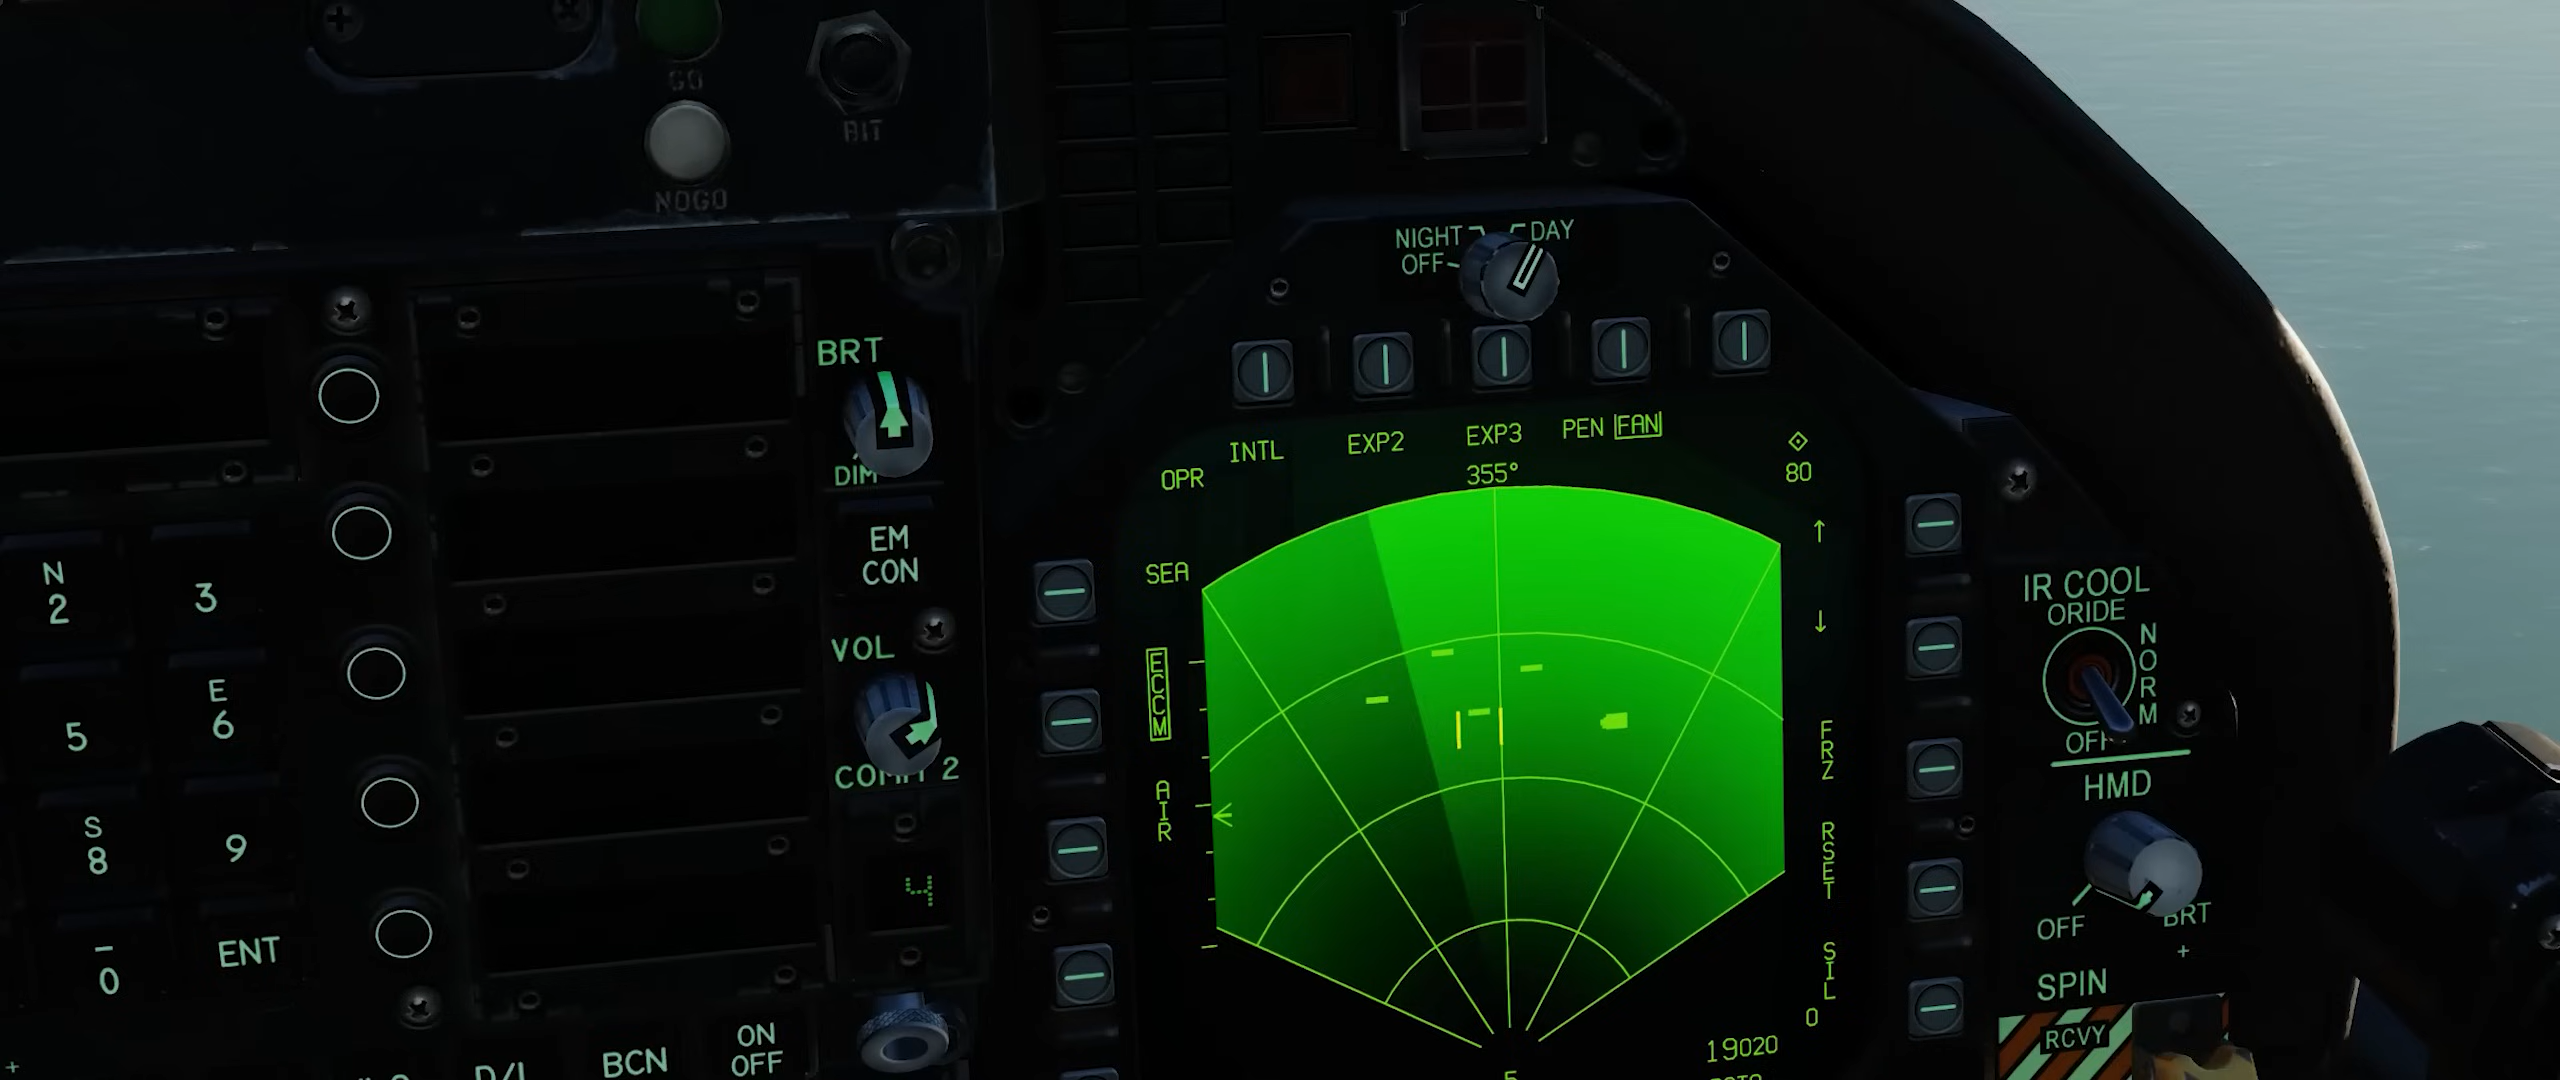 GO
BIT
NOGO
NIGHT
DAY
OFF
BRT
DIM
INTL
EXP2
EXP3
PEN
FAN
OPR
355°
80
EM
CON
SEA
N
2
3
ECCM
IR COOL
ORIDE
NORM
OFF
VOL
E
5
6
FRZ
COMM 2
AIR
HMD
S
8
9
RSET
4
OFF
BRT
+
ENT
-
0
SIL
SPIN
0
RCVY
19020
ON
OFF
BCN
D/L
+
5